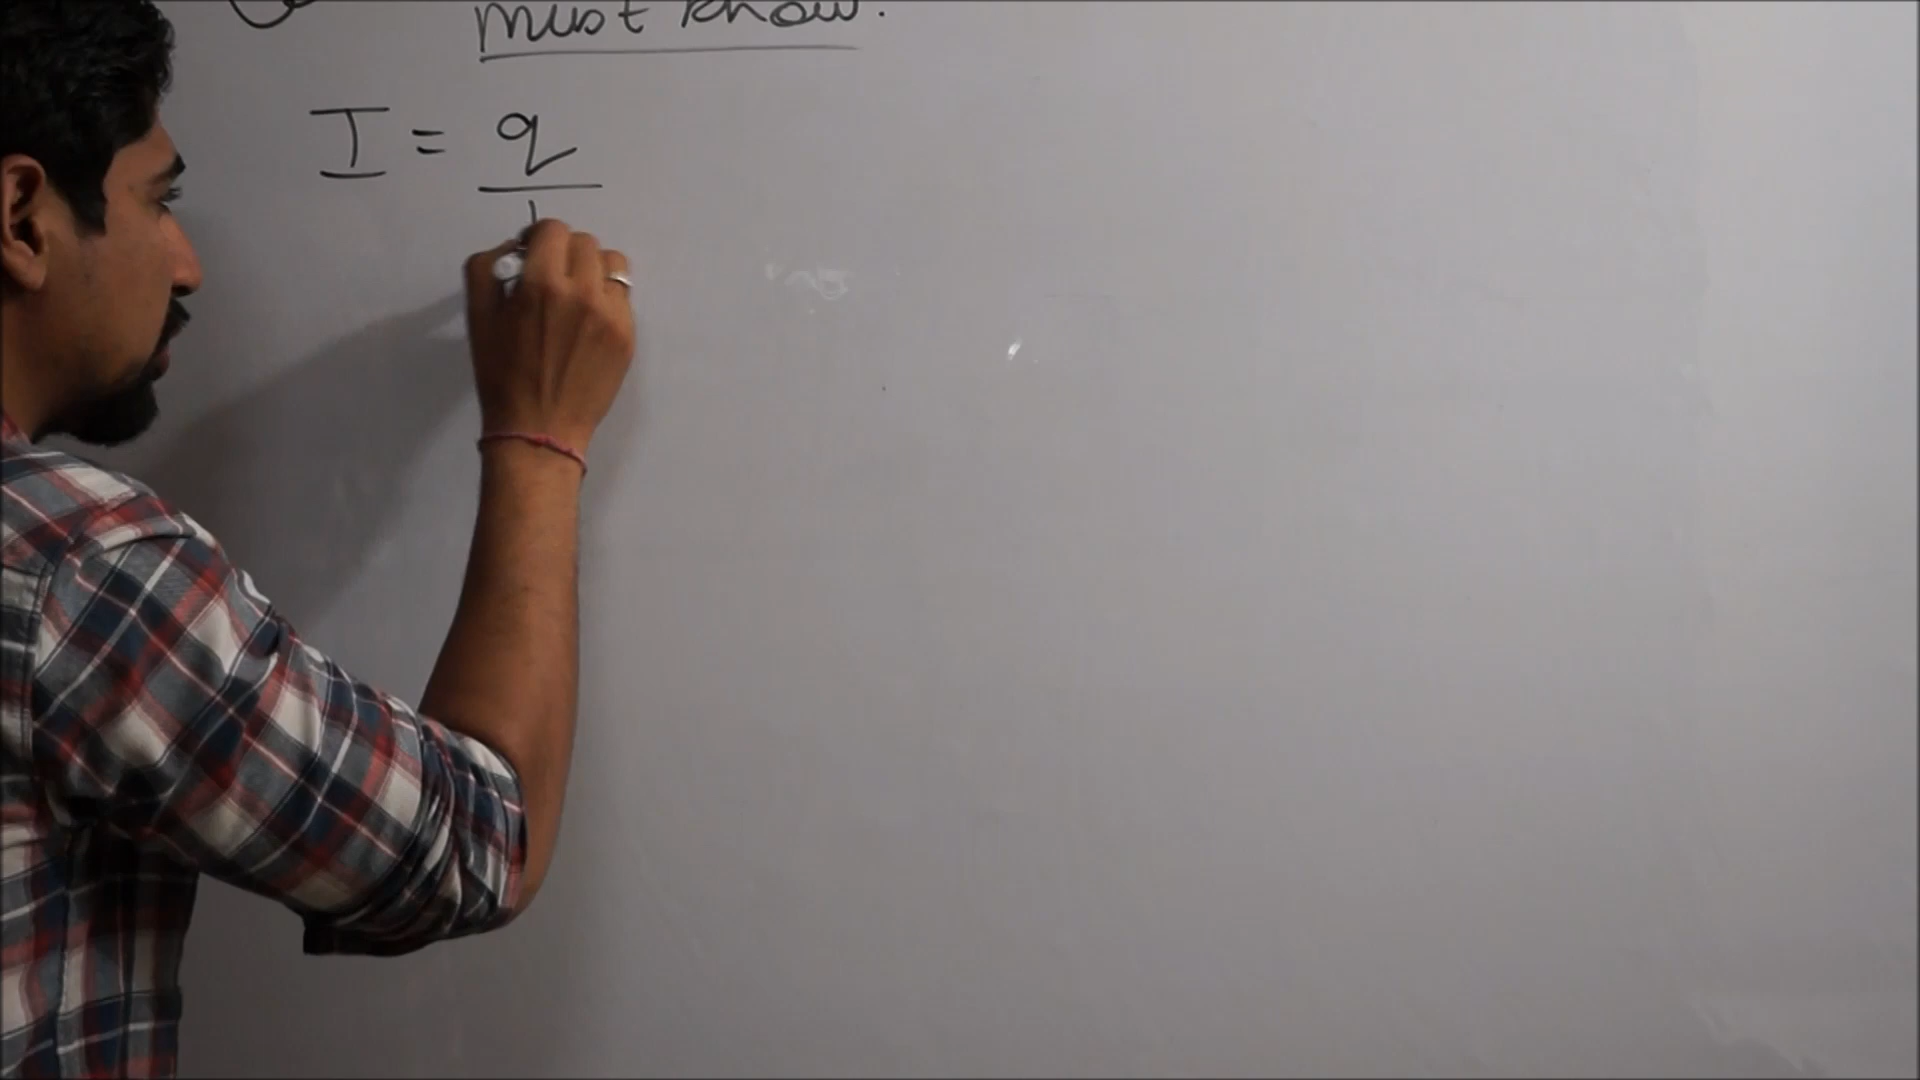 must know.
I = q